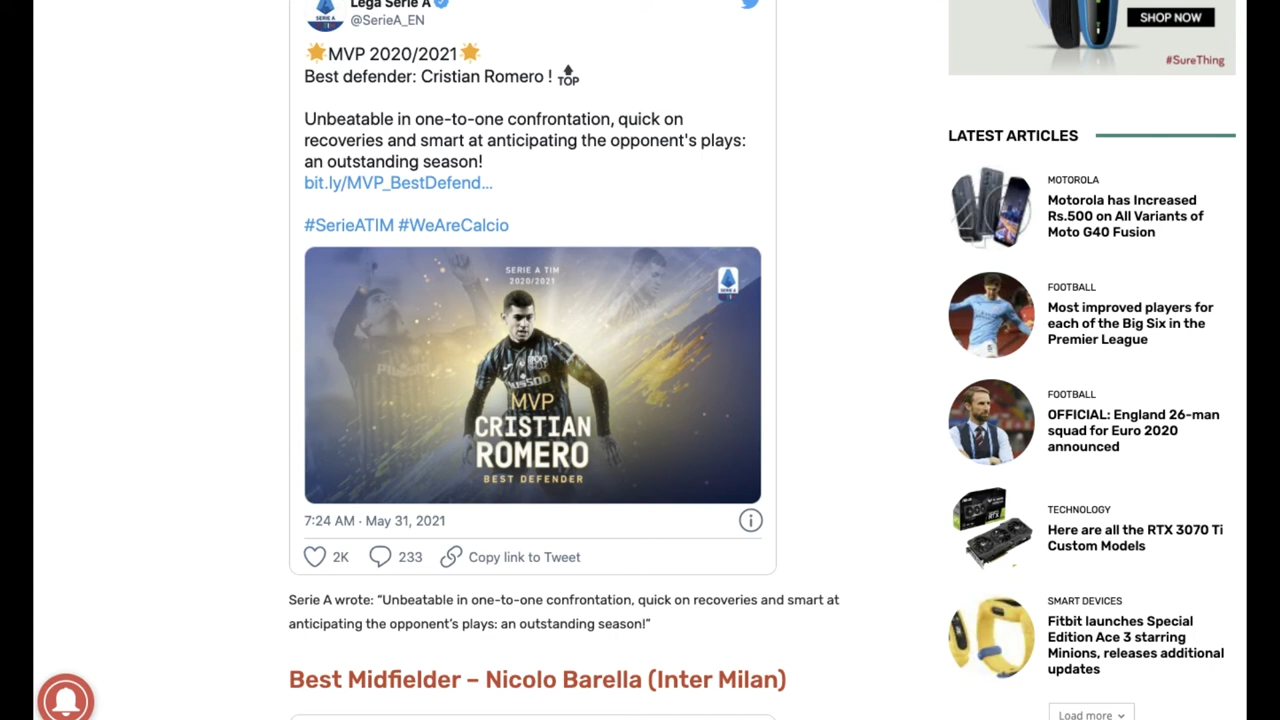 Lega Serie A
@SerieA_EN
🌟MVP 2020/2021🌟
Best defender: Cristian Romero ! 🔝
Unbeatable in one-to-one confrontation, quick on
recoveries and smart at anticipating the opponent's plays:
an outstanding season!
bit.ly/MVP_BestDefend...
#SerieATIM #WeAreCalcio
SERIE A TIM
2020/2021
MVP
CRISTIAN
ROMERO
BEST DEFENDER
7:24 AM · May 31, 2021
2K
233
Copy link to Tweet
Serie A wrote: “Unbeatable in one-to-one confrontation, quick on recoveries and smart at
anticipating the opponent’s plays: an outstanding season!”
Best Midfielder – Nicolo Barella (Inter Milan)
SHOP NOW
#SureThing
LATEST ARTICLES
MOTOROLA
Motorola has Increased
Rs.500 on All Variants of
Moto G40 Fusion
FOOTBALL
Most improved players for
each of the Big Six in the
Premier League
FOOTBALL
OFFICIAL: England 26-man
squad for Euro 2020
announced
TECHNOLOGY
Here are all the RTX 3070 Ti
Custom Models
SMART DEVICES
Fitbit launches Special
Edition Ace 3 starring
Minions, releases additional
updates
Load more